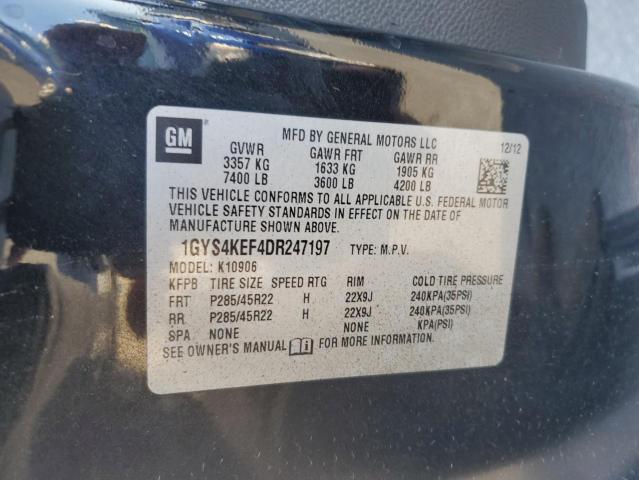 GM
MFD BY GENERAL MOTORS LLC 12/12
GVWR GAWR FRT GAWR RR
3357 KG 1633 KG 1905 KG
7400 LB 3600 LB 4200 LB
THIS VEHICLE CONFORMS TO ALL APPLICABLE U.S. FEDERAL MOTOR
VEHICLE SAFETY STANDARDS IN EFFECT ON THE DATE OF
MANUFACTURE SHOWN ABOVE.
1GYS4KEF4DR247197 TYPE: M.P.V.
MODEL: K10906
KFPB TIRE SIZE SPEED RTG RIM COLD TIRE PRESSURE
FRT P285/45R22 H 22X9J 240KPA(35PSI)
RR P285/45R22 H 22X9J 240KPA(35PSI)
SPA NONE NONE KPA(PSI)
SEE OWNER'S MANUAL FOR MORE INFORMATION.